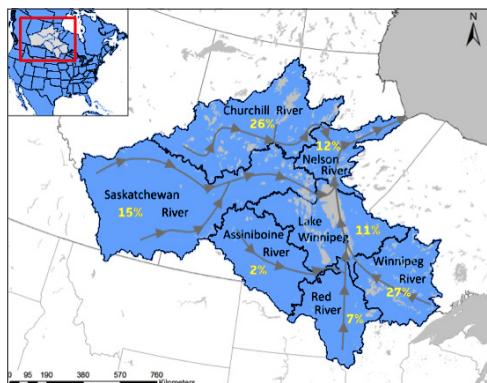 N
Churchill River
26%
12%
Nelson
River
Saskatchewan
15%
River
Lake
Winnipeg
11%
Assiniboine
River
2%
Winnipeg
River
27%
Red
River
7%
0 95 190 380 570 760
Kilometers